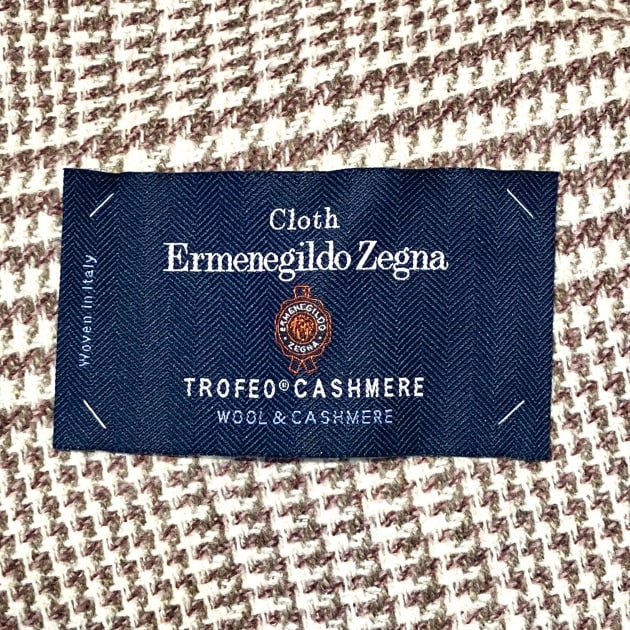 Cloth
Ermenegildo Zegna
ERMENEGILDO
ZEGNA
TROFEO® CASHMERE
WOOL & CASHMERE
Woven in Italy